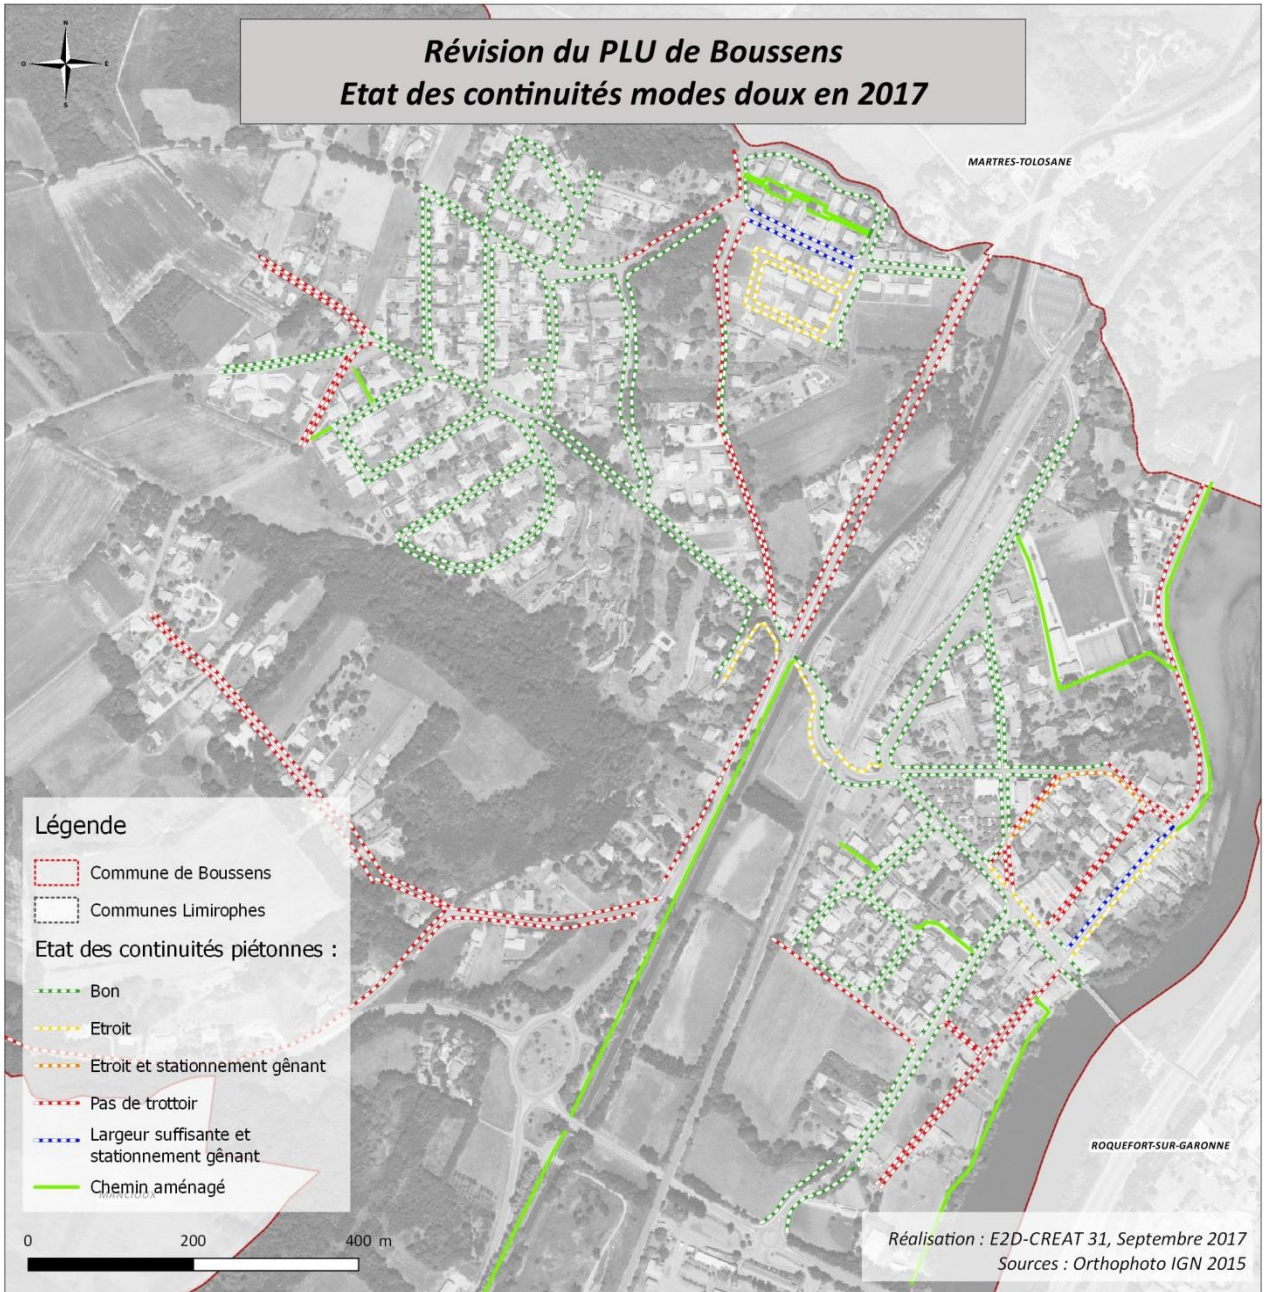 Révision du PLU de Boussens
Etat des continuités modes doux en 2017
N
O
E
S
MARTRES-TOLOSANE
Légende
Commune de Boussens
Communes Limirophes
Etat des continuités piétonnes :
Bon
Etroit
Etroit et stationnement gênant
Pas de trottoir
Largeur suffisante et
stationnement gênant
Chemin aménagé
MANCIOUX
ROQUEFORT-SUR-GARONNE
0 200 400 m
Réalisation : E2D-CREAT 31, Septembre 2017
Sources : Orthophoto IGN 2015